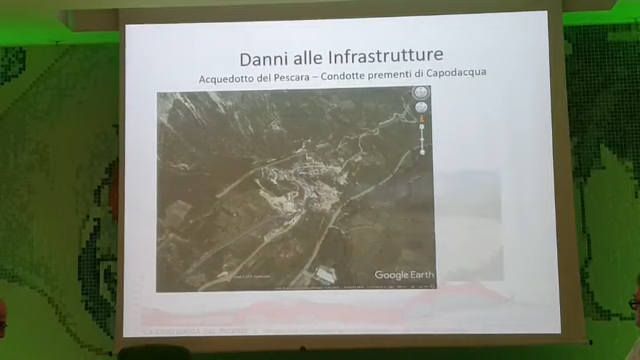 Danni alle Infrastrutture
Acquedotto del Pescara – Condotte prementi di Capodacqua
Google Earth